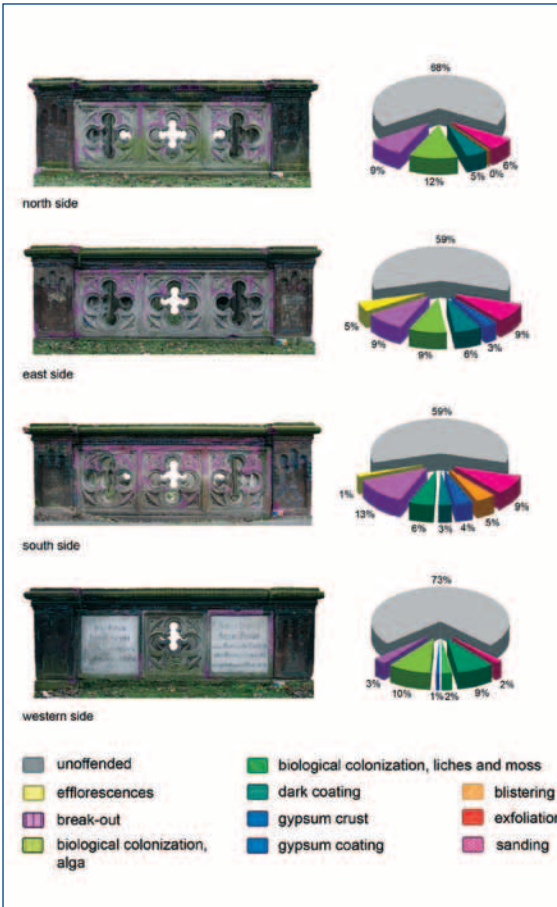 68%
9%
12%
5%
0%
6%
north side
59%
5%
9%
9%
6%
3%
9%
east side
59%
1%
13%
6%
3%
4%
5%
9%
south side
73%
3%
10%
1%
2%
9%
2%
western side
unoffended
efflorescences
break-out
biological colonization,
alga
biological colonization, liches and moss
dark coating
gypsum crust
gypsum coating
blistering
exfoliation
sanding